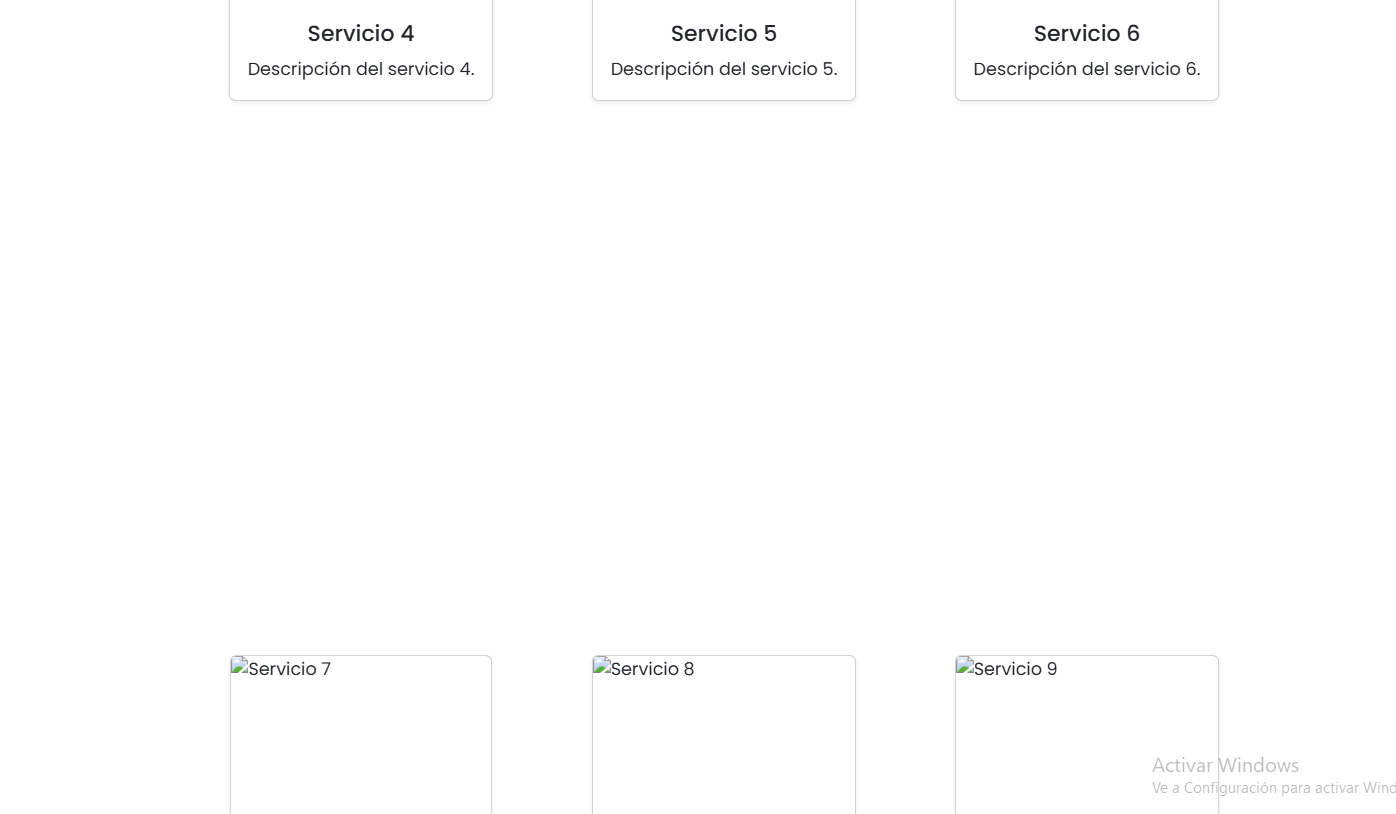 Servicio 4
Servicio 5
Servicio 6
Descripción del servicio 4.
Descripción del servicio 5.
Descripción del servicio 6.
Servicio 7
Servicio 8
Servicio 9
Activar Windows
Ve a Configuración para activar Wind